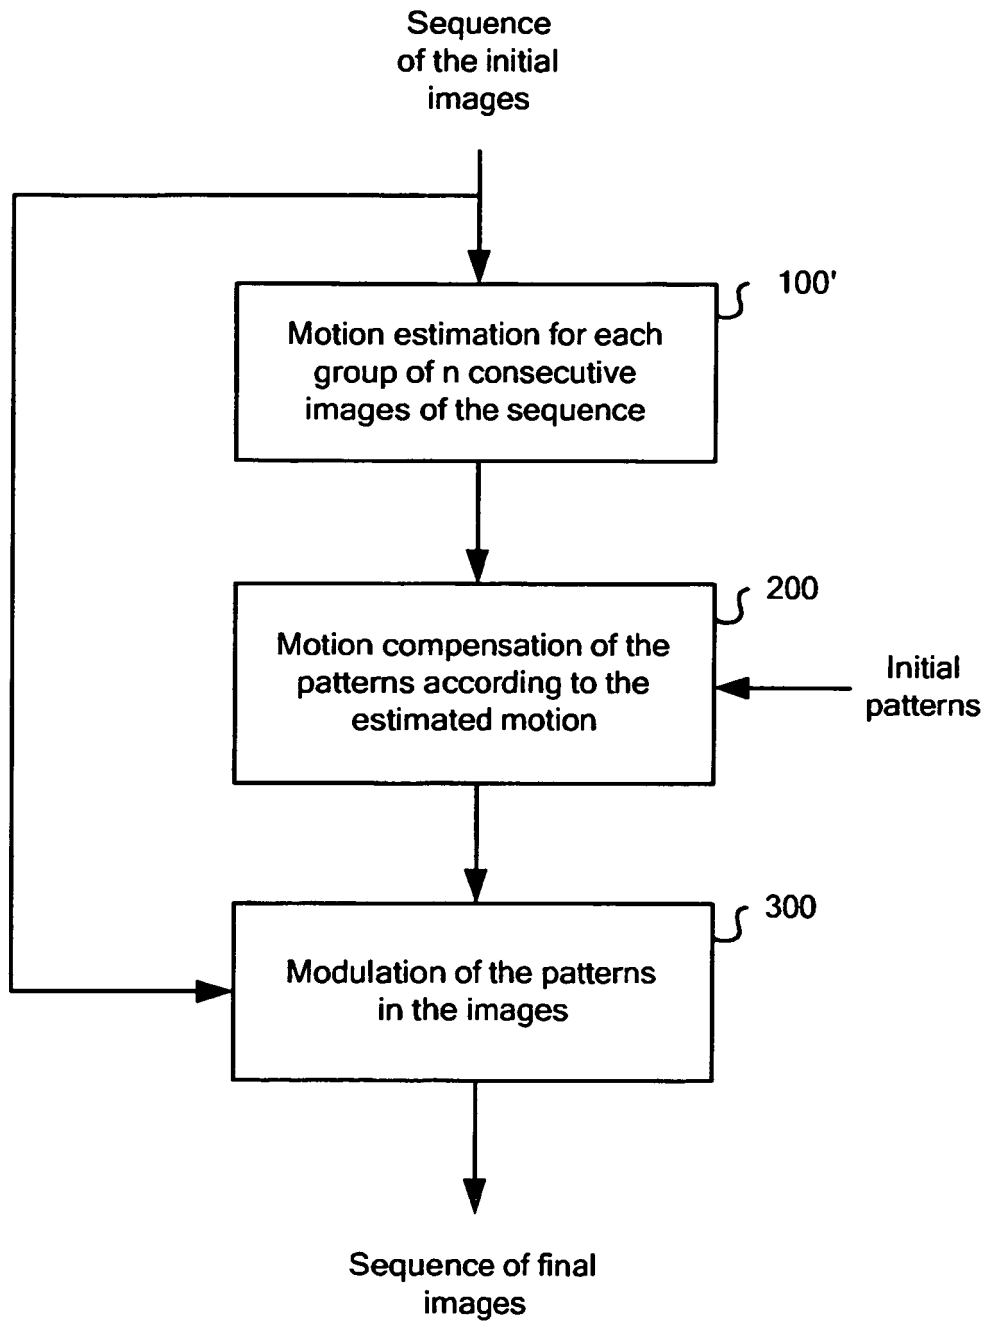 Sequence
of the initial
images
100'
Motion estimation for each
group of n consecutive
images of the sequence
200
Motion compensation of the
patterns according to the
estimated motion
Initial
patterns
300
Modulation of the patterns
in the images
Sequence of final
images